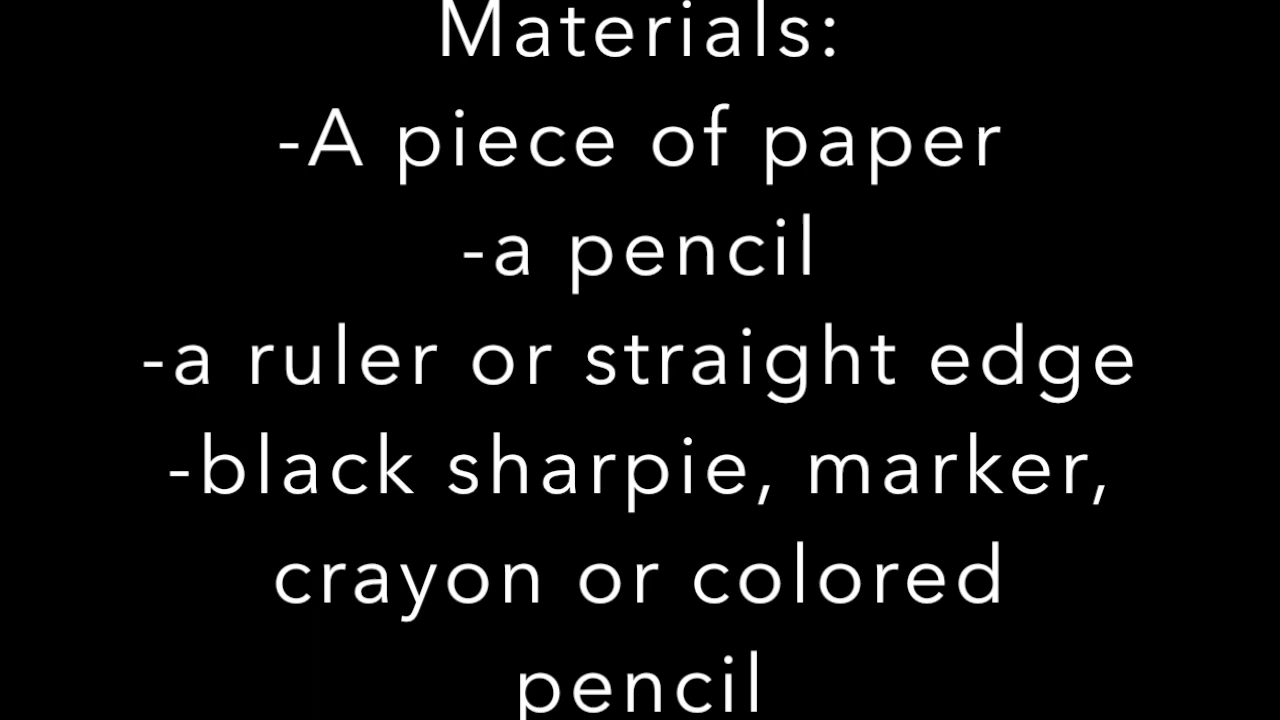 Materials:
-A piece of paper
-a pencil
-a ruler or straight edge
-black sharpie, marker,
crayon or colored
pencil